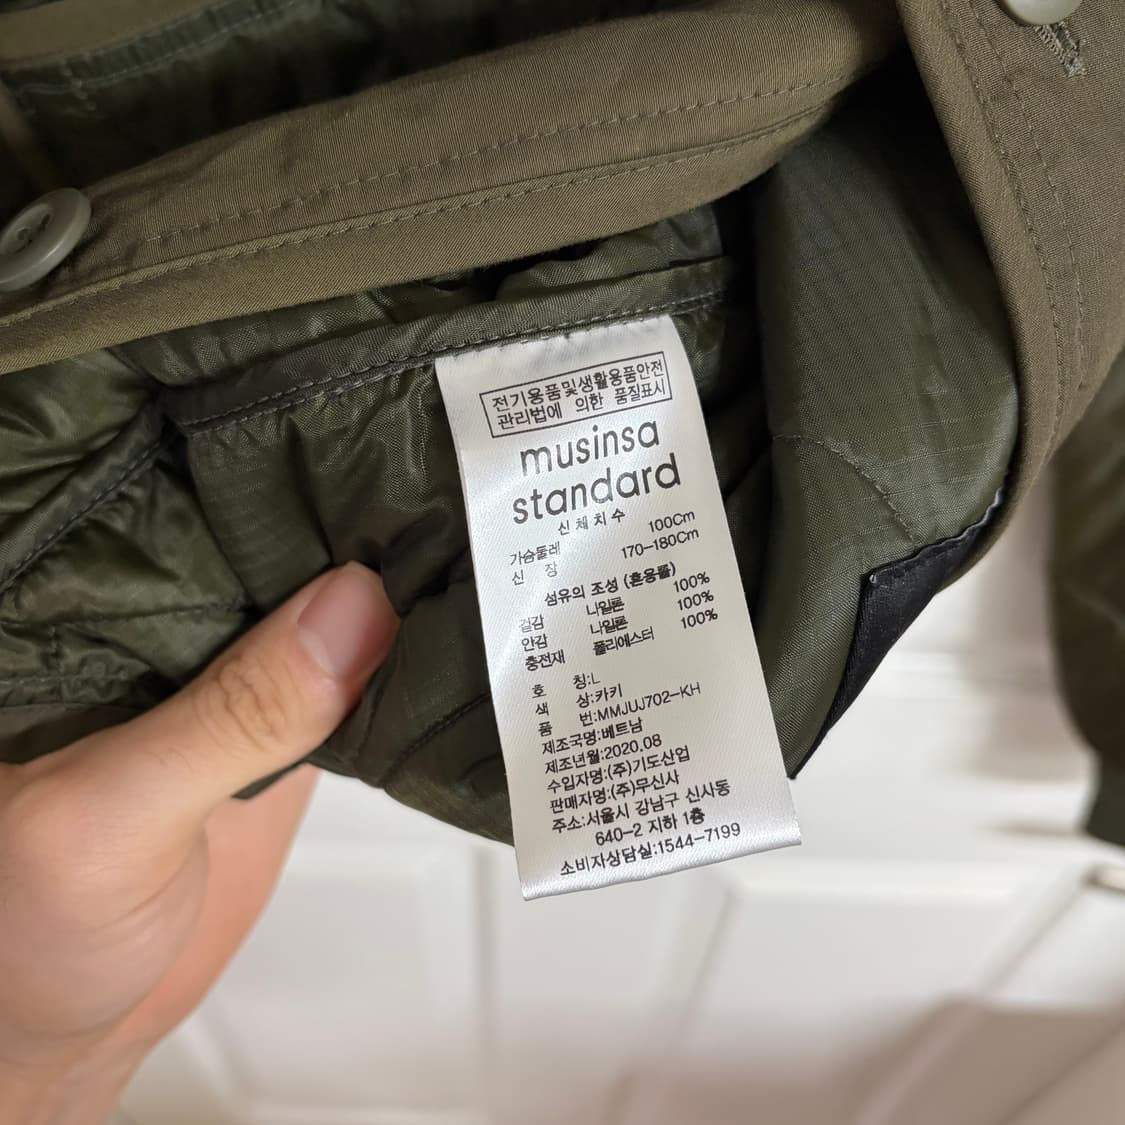 전기용품및생활용품안전
관리법에 의한 품질표시
musinsa
standard
신체치수
가슴둘레 100Cm
신 장 170-180Cm
섬유의 조성 (혼용률)
겉감 나일론 100%
안감 나일론 100%
충전재 폴리에스터 100%
호 칭:L
색 상:카키
품 번:MMJUJ702-KH
제조국명:베트남
제조년월:2020.08
수입자명:(주)기도산업
판매자명:(주)무신사
주소:서울시 강남구 신사동
640-2 지하 1층
소비자상담실:1544-7199